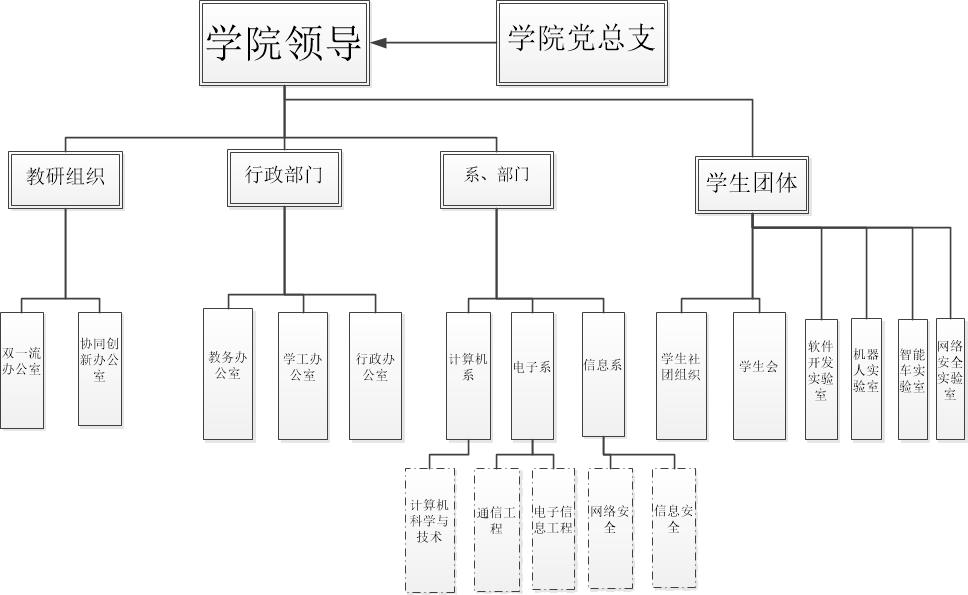 学院领导
学院党总支
教研组织
行政部门
系、部门
学生团体
双一流
办公室
协同创
新办公
室
教务办
公室
学工办
公室
行政办
公室
计算机
系
电子系
信息系
学生社
团组织
学生会
软件
开发
实验
室
机器
人实
验室
智能
车实
验室
网络
安全
实验
室
计算机
科学与
技术
通信工
程
电子信
息工程
网络安
全
信息安
全